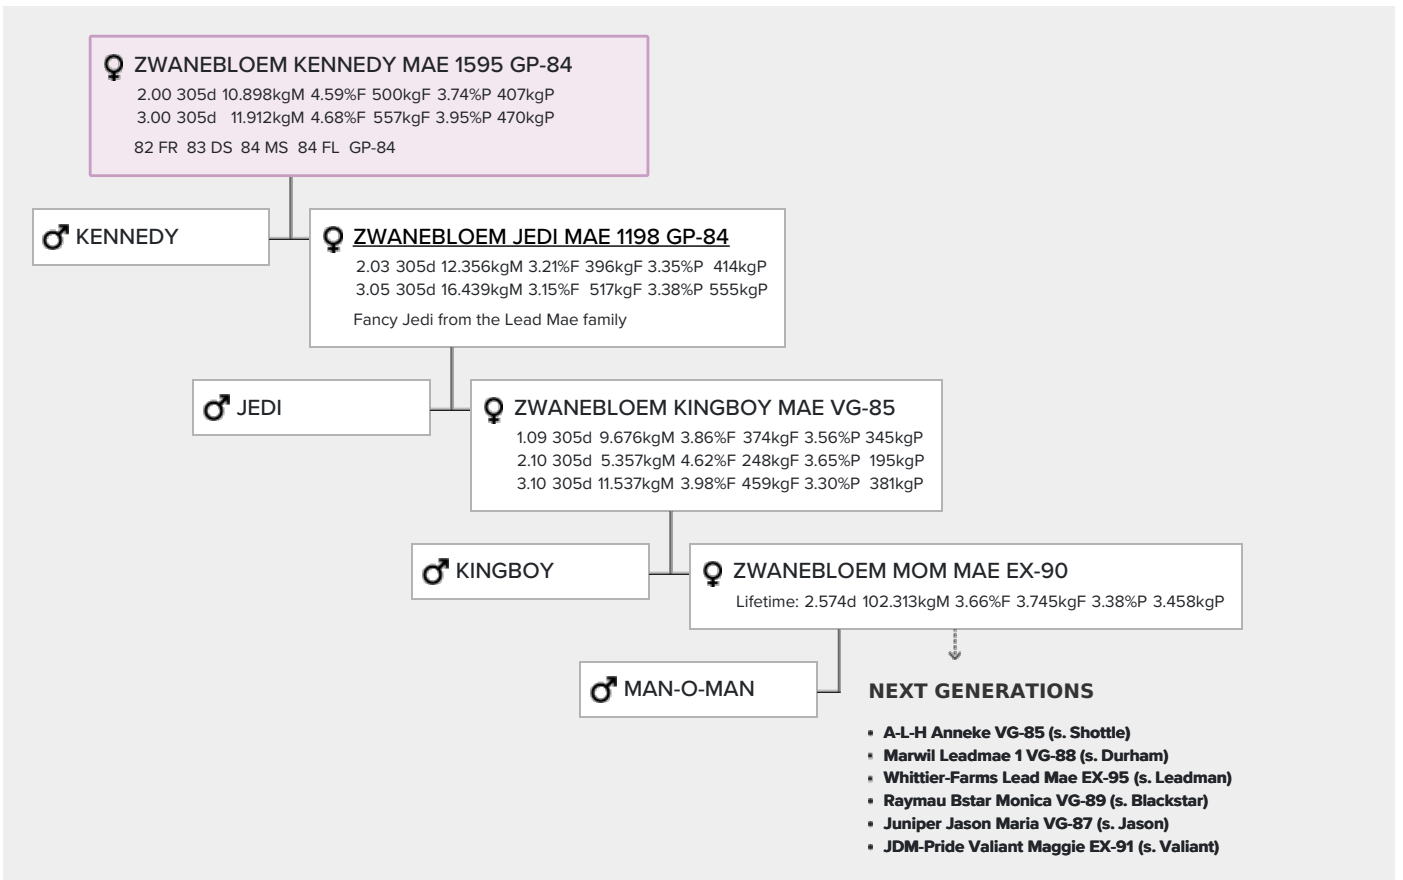 ZWANEBLOEM KENNEDY MAE 1595 GP-84
2.00 305d 10.898kgM 4.59%F 500kgF 3.74%P 407kgP
3.00 305d 11.912kgM 4.68%F 557kgF 3.95%P 470kgP
82 FR 83 DS 84 MS 84 FL GP-84
KENNEDY
ZWANEBLOEM JEDI MAE 1198 GP-84
2.03 305d 12.356kgM 3.21%F 396kgF 3.35%P 414kgP
3.05 305d 16.439kgM 3.15%F 517kgF 3.38%P 555kgP
Fancy Jedi from the Lead Mae family
JEDI
ZWANEBLOEM KINGBOY MAE VG-85
1.09 305d 9.676kgM 3.86%F 374kgF 3.56%P 345kgP
2.10 305d 5.357kgM 4.62%F 248kgF 3.65%P 195kgP
3.10 305d 11.537kgM 3.98%F 459kgF 3.30%P 381kgP
KINGBOY
ZWANEBLOEM MOM MAE EX-90
Lifetime: 2.574d 102.313kgM 3.66%F 3.745kgF 3.38%P 3.458kgP
MAN-O-MAN
NEXT GENERATIONS
• A-L-H Anneke VG-85 (s. Shottle)
• Marwil Leadmae 1 VG-88 (s. Durham)
• Whittier-Farms Lead Mae EX-95 (s. Leadman)
• Raymau Bstar Monica VG-89 (s. Blackstar)
• Juniper Jason Maria VG-87 (s. Jason)
• JDM-Pride Valiant Maggie EX-91 (s. Valiant)